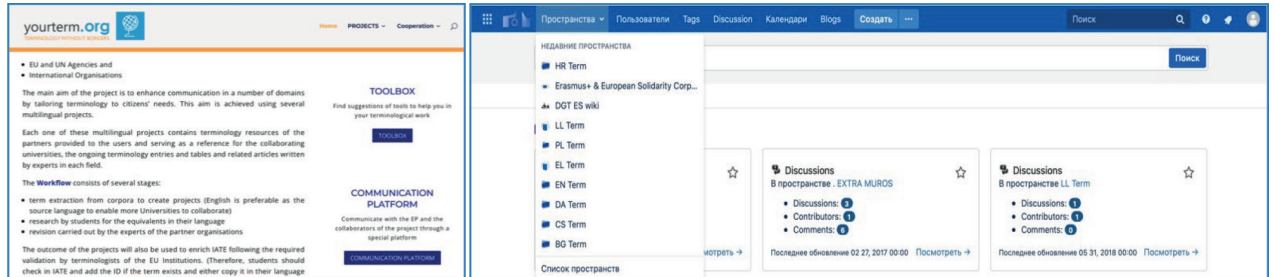 yourterm.org
TERMINOLOGY WITHOUT BORDERS
Home PROJECTS Cooperation
EU and UN Agencies and
International Organisations
The main aim of the project is to enhance communication in a number of domains
by tailoring terminology to citizens' needs. This aim is achieved using several
multilingual projects.
Each one of these multilingual projects contains terminology resources of the
partners provided to the users and serving as a reference for the collaborating
universities, the ongoing terminology entries and tables and related articles written
by experts in each field.
The Workflow consists of several stages:
term extraction from corpora to create projects (English is preferable as the
source language to enable more Universities to collaborate)
research by students for the equivalents in their language
revision carried out by the experts of the partner organisations
The outcome of the projects will also be used to enrich IATE following the required
validation by terminologists of the EU Institutions. (Therefore, students should
check in IATE and add the ID if the term exists and either copy it in their language
TOOLBOX
Find suggestions of tools to help you in
your terminological work
TOOLBOX
COMMUNICATION
PLATFORM
Communicate with the EP and the
collaborators of the project through a
special platform
COMMUNICATION PLATFORM
Пространства Пользователи Tags Discussion Календари Blogs Создать ··· Поиск
НЕДАВНИЕ ПРОСТРАНСТВА
HR Term
Erasmus+ & European Solidarity Corp...
DGT ES wiki
LL Term
PL Term
EL Term
EN Term
DA Term
CS Term
BG Term
Список пространств
Поиск
мотреть →
Discussions
В пространстве . EXTRA MUROS
Discussions: 3
Contributors: 1
Comments: 6
Последнее обновление 02 27, 2017 00:00 Посмотреть →
Discussions
В пространстве LL Term
Discussions: 1
Contributors: 1
Comments: 0
Последнее обновление 05 31, 2018 00:00 Посмотреть →